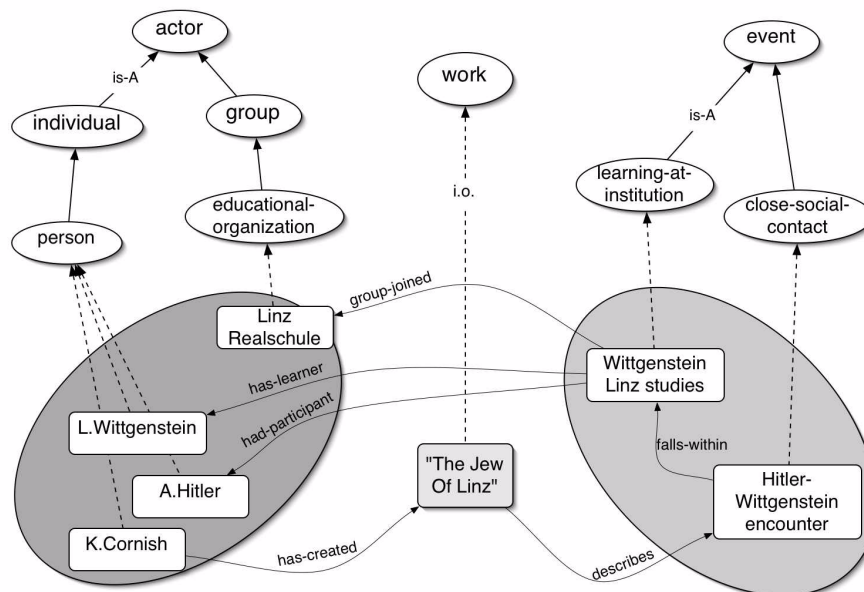 actor
event
work
is-A
individual
group
is-A
learning-at-
institution
i.o.
educational-
organization
close-social-
contact
person
group-joined
Linz
Realschule
Wittgenstein
Linz studies
has-learner
L.Wittgenstein
had-participant
falls-within
"The Jew
Of Linz"
A.Hitler
Hitler-
Wittgenstein
encounter
K.Cornish
has-created
describes